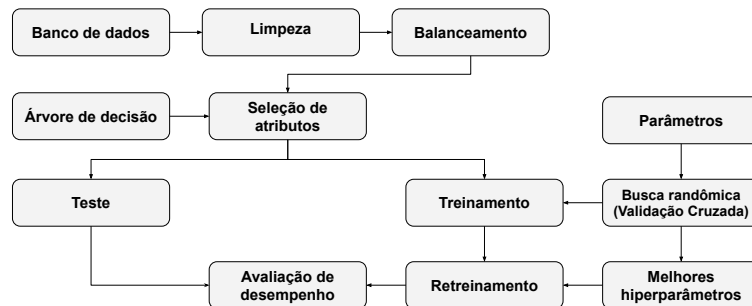 Banco de dados
Limpeza
Balanceamento
Árvore de decisão
Seleção de
atributos
Parâmetros
Teste
Treinamento
Busca randômica
(Validação Cruzada)
Avaliação de
desempenho
Retreinamento
Melhores
hiperparâmetros